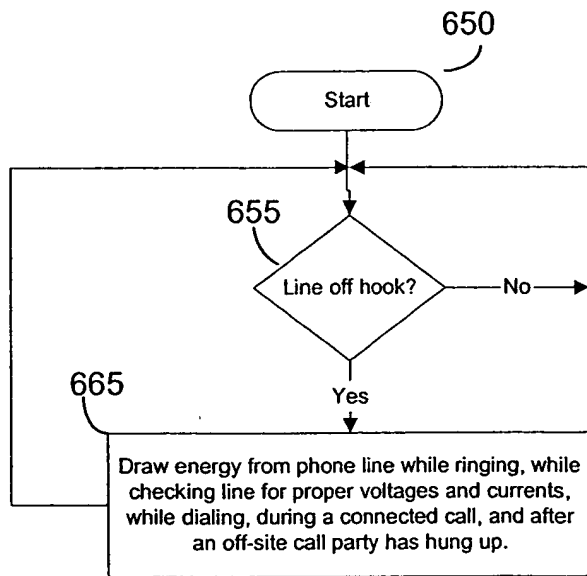 650
Start
655
Line off hook?
No
Yes
665
Draw energy from phone line while ringing, while
checking line for proper voltages and currents,
while dialing, during a connected call, and after
an off-site call party has hung up.